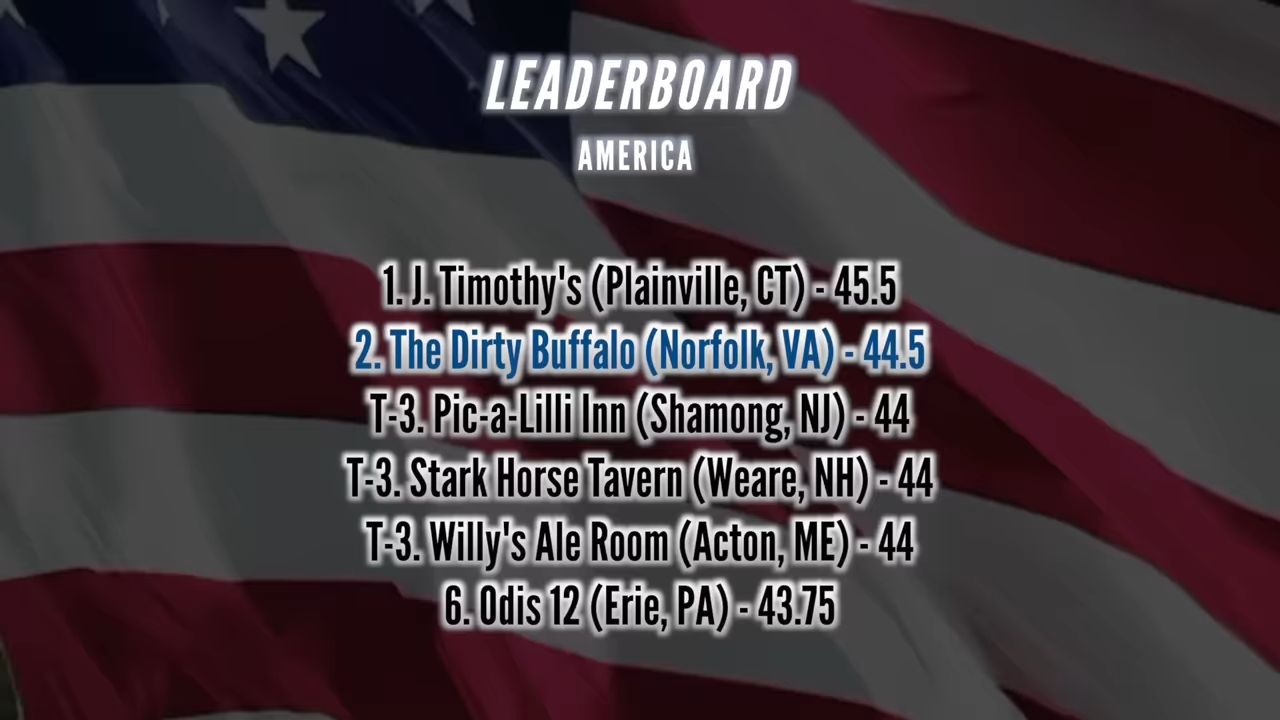 LEADERBOARD
AMERICA
1. J. Timothy's (Plainville, CT) - 45.5
2. The Dirty Buffalo (Norfolk, VA) - 44.5
T-3. Pic-a-Lilli Inn (Shamong, NJ) - 44
T-3. Stark Horse Tavern (Weare, NH) - 44
T-3. Willy's Ale Room (Acton, ME) - 44
6. Odis 12 (Erie, PA) - 43.75